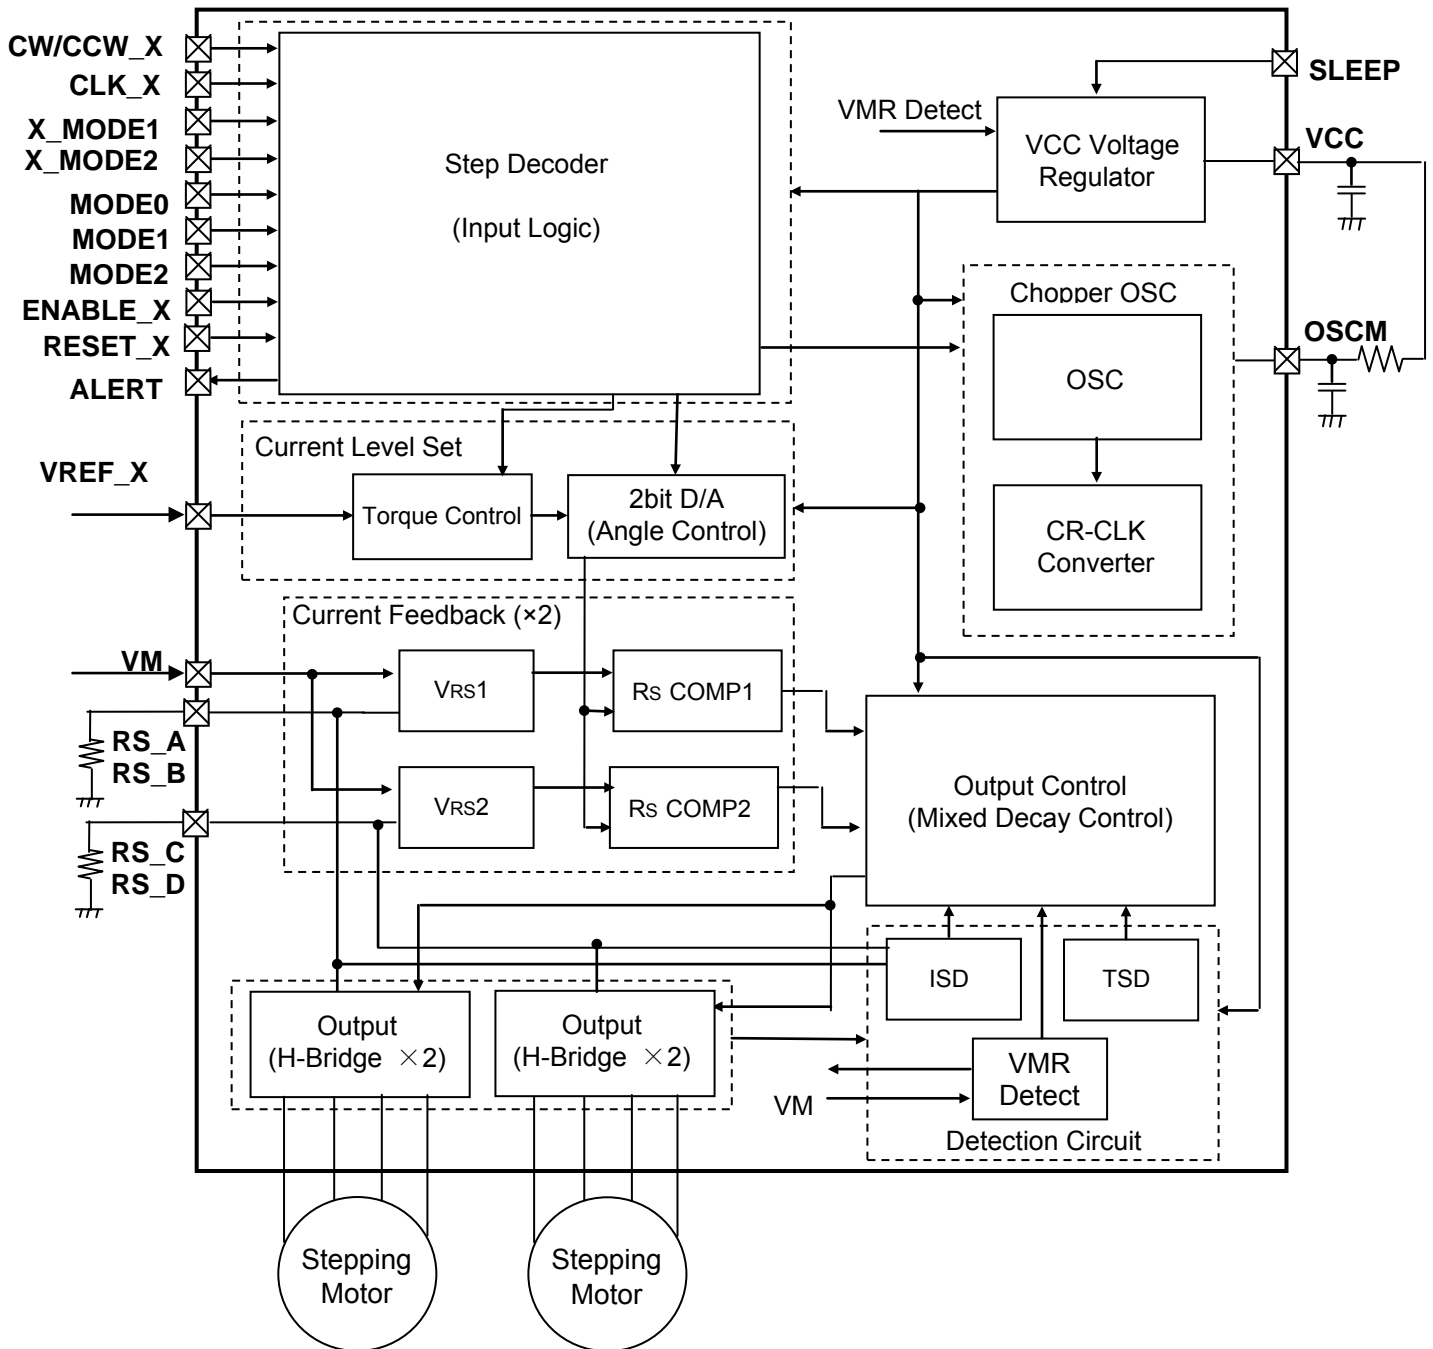 CW/CCW_X
CLK_X
X_MODE1
X_MODE2
MODE0
MODE1
MODE2
ENABLE_X
RESET_X
ALERT
VREF_X
VM
RS_A
RS_B
RS_C
RS_D
Step Decoder
(Input Logic)
VMR Detect
VCC Voltage
Regulator
SLEEP
VCC
OSCM
Chopper OSC
OSC
CR-CLK
Converter
Current Level Set
Torque Control
2bit D/A
(Angle Control)
Current Feedback (×2)
VRS1
RS COMP1
VRS2
RS COMP2
Output Control
(Mixed Decay Control)
ISD
TSD
VMR
Detect
VM
Detection Circuit
Output
(H-Bridge ×2)
Output
(H-Bridge ×2)
Stepping
Motor
Stepping
Motor